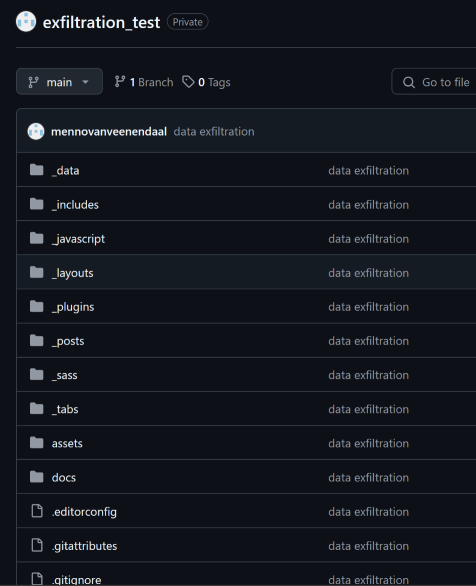 exfiltration_test Private
main 1 Branch 0 Tags Go to file
mennovanveenendaal data exfiltration
_data data exfiltration
_includes data exfiltration
_javascript data exfiltration
_layouts data exfiltration
_plugins data exfiltration
_posts data exfiltration
_sass data exfiltration
_tabs data exfiltration
assets data exfiltration
docs data exfiltration
.editorconfig data exfiltration
.gitattributes data exfiltration
.gitignore data exfiltration